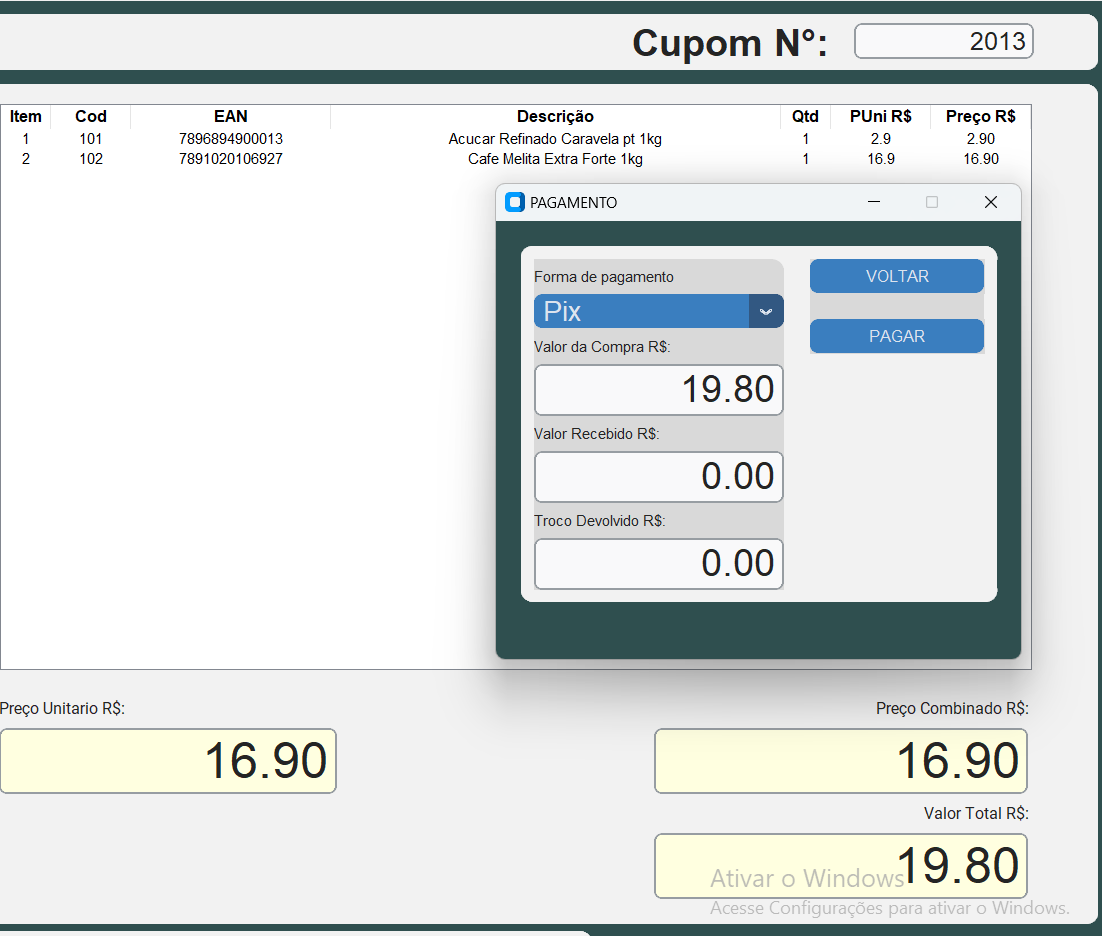 Cupom N°: 2013
Item Cod EAN Descrição Qtd PUni R$ Preço R$
1 101 7896894900013 Acucar Refinado Caravela pt 1kg 1 2.9 2.90
2 102 7891020106927 Cafe Melita Extra Forte 1kg 1 16.9 16.90
PAGAMENTO
Forma de pagamento
Pix
Valor da Compra R$:
19.80
Valor Recebido R$:
0.00
Troco Devolvido R$:
0.00
VOLTAR
PAGAR
Preço Unitario R$:
16.90
Preço Combinado R$:
16.90
Valor Total R$:
19.80
Ativar o Windows
Acesse Configurações para ativar o Windows.